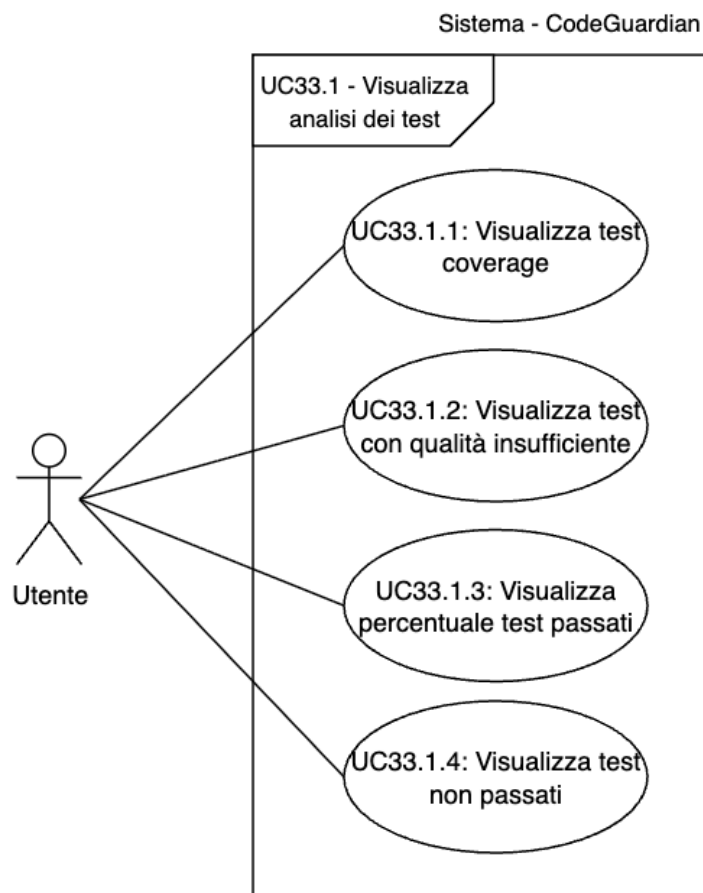 Sistema - CodeGuardian
UC33.1 - Visualizza
analisi dei test
UC33.1.1: Visualizza test
coverage
UC33.1.2: Visualizza test
con qualità insufficiente
Utente
UC33.1.3: Visualizza
percentuale test passati
UC33.1.4: Visualizza test
non passati